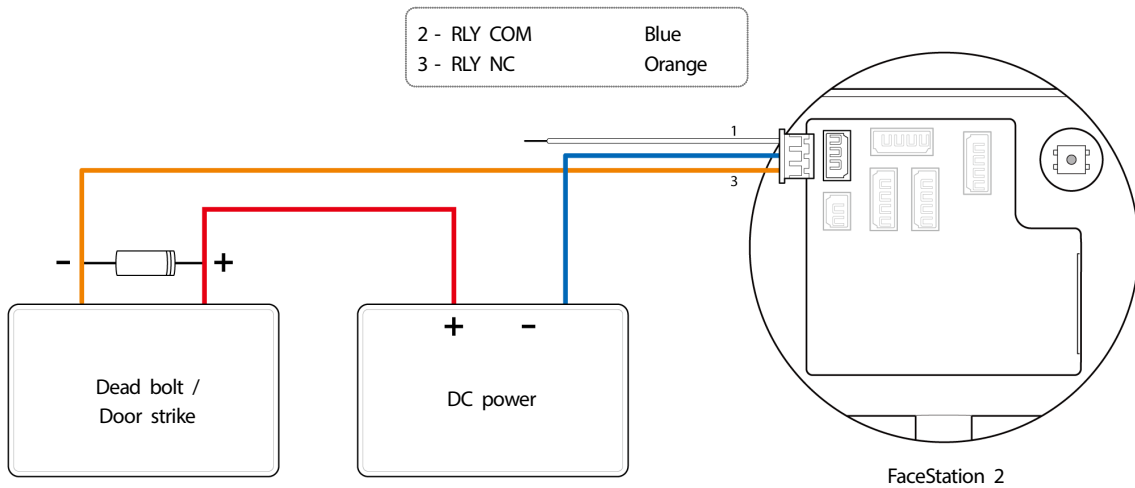 2 - RLY COM Blue
3 - RLY NC Orange
1
3
- +
+ -
Dead bolt /
Door strike
DC power
FaceStation 2